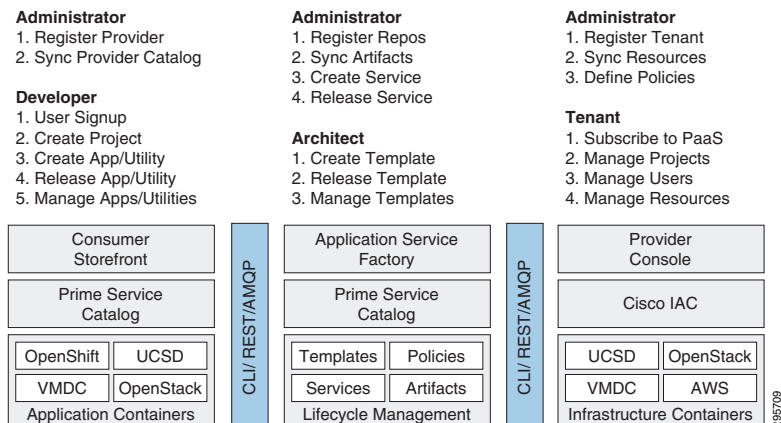 Administrator
1. Register Provider
2. Sync Provider Catalog
Developer
1. User Signup
2. Create Project
3. Create App/Utility
4. Release App/Utility
5. Manage Apps/Utilities
Consumer
Storefront
Prime Service
Catalog
OpenShift
UCSD
VMDC
OpenStack
Application Containers
CLI/ REST/AMQP
Administrator
1. Register Repos
2. Sync Artifacts
3. Create Service
4. Release Service
Architect
1. Create Template
2. Release Template
3. Manage Templates
Application Service
Factory
Prime Service
Catalog
Templates
Policies
Services
Artifacts
Lifecycle Management
CLI/ REST/AMQP
Administrator
1. Register Tenant
2. Sync Resources
3. Define Policies
Tenant
1. Subscribe to PaaS
2. Manage Projects
3. Manage Users
4. Manage Resources
Provider
Console
Cisco IAC
UCSD
OpenStack
VMDC
AWS
Infrastructure Containers